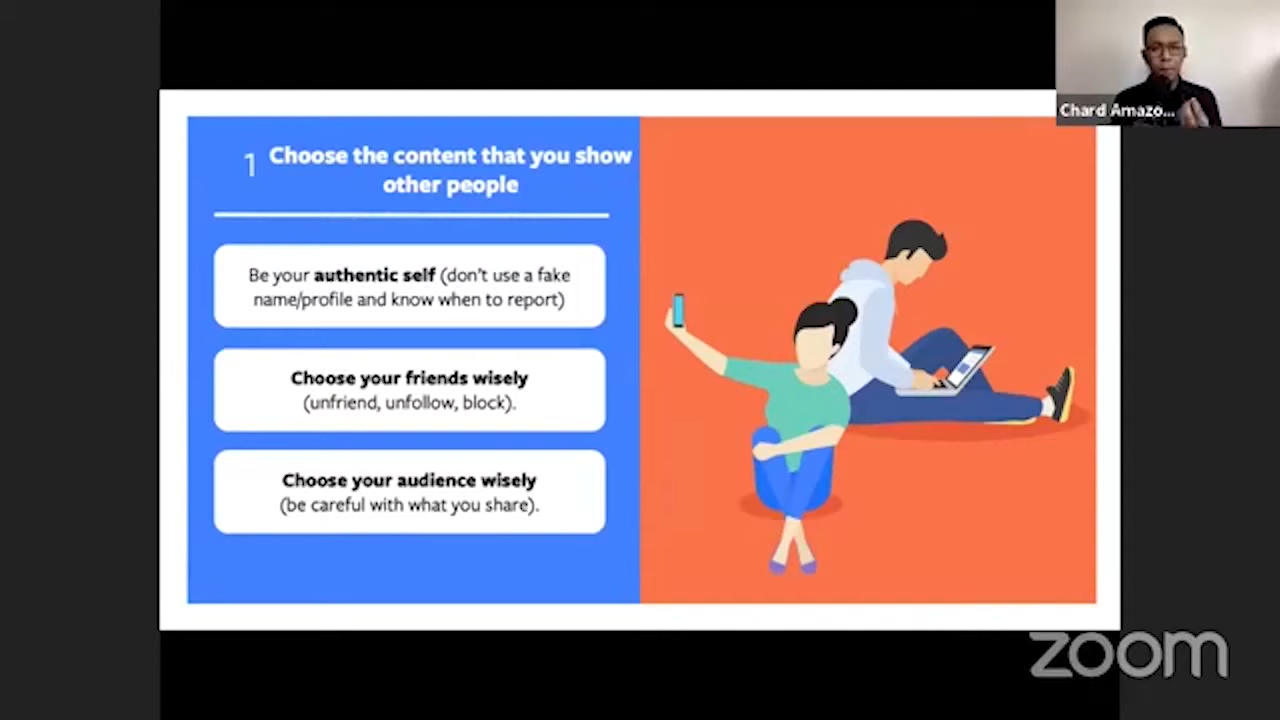 Chard Amazo...
1 Choose the content that you show
other people
Be your authentic self (don't use a fake
name/profile and know when to report)
Choose your friends wisely
(unfriend, unfollow, block).
Choose your audience wisely
(be careful with what you share).
zoom